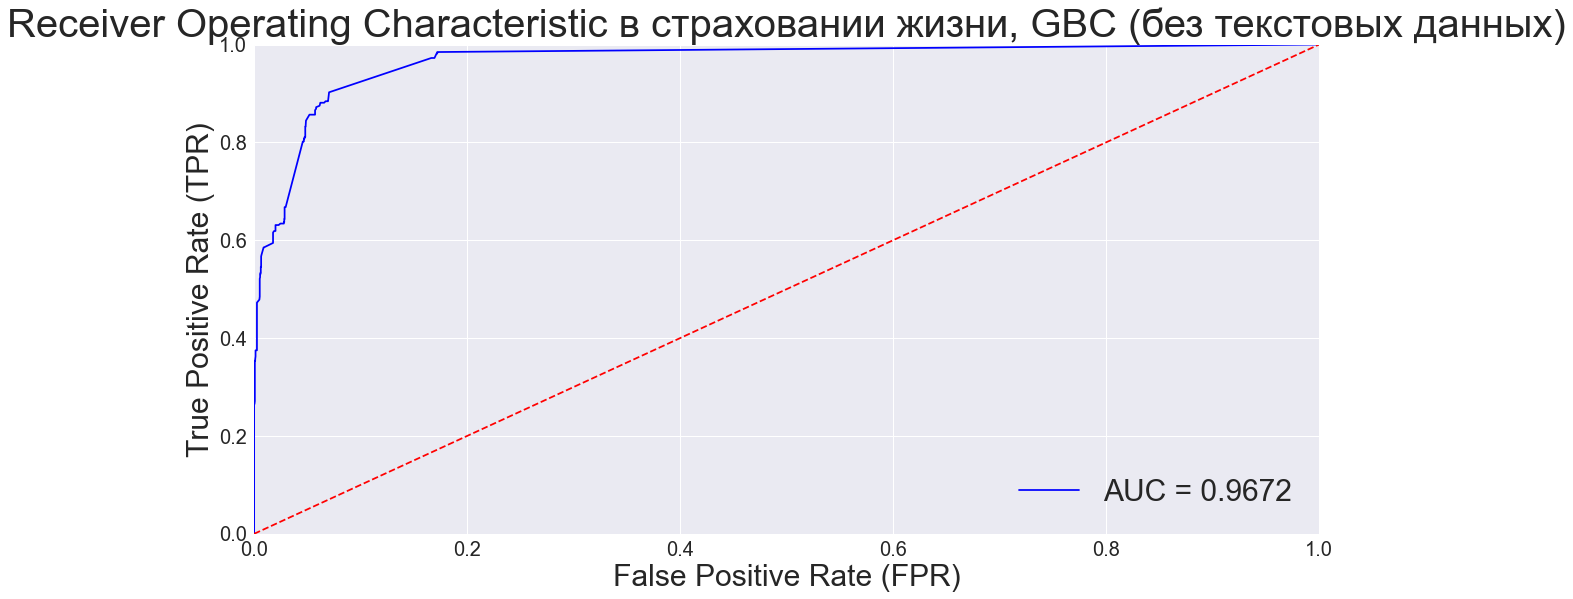 Receiver Operating Characteristic в страховании жизни, GBC (без текстовых данных)
True Positive Rate (TPR)
1.0
0.8
0.6
0.4
0.2
0.0
AUC = 0.9672
0.0 0.2 0.4 0.6 0.8 1.0
False Positive Rate (FPR)